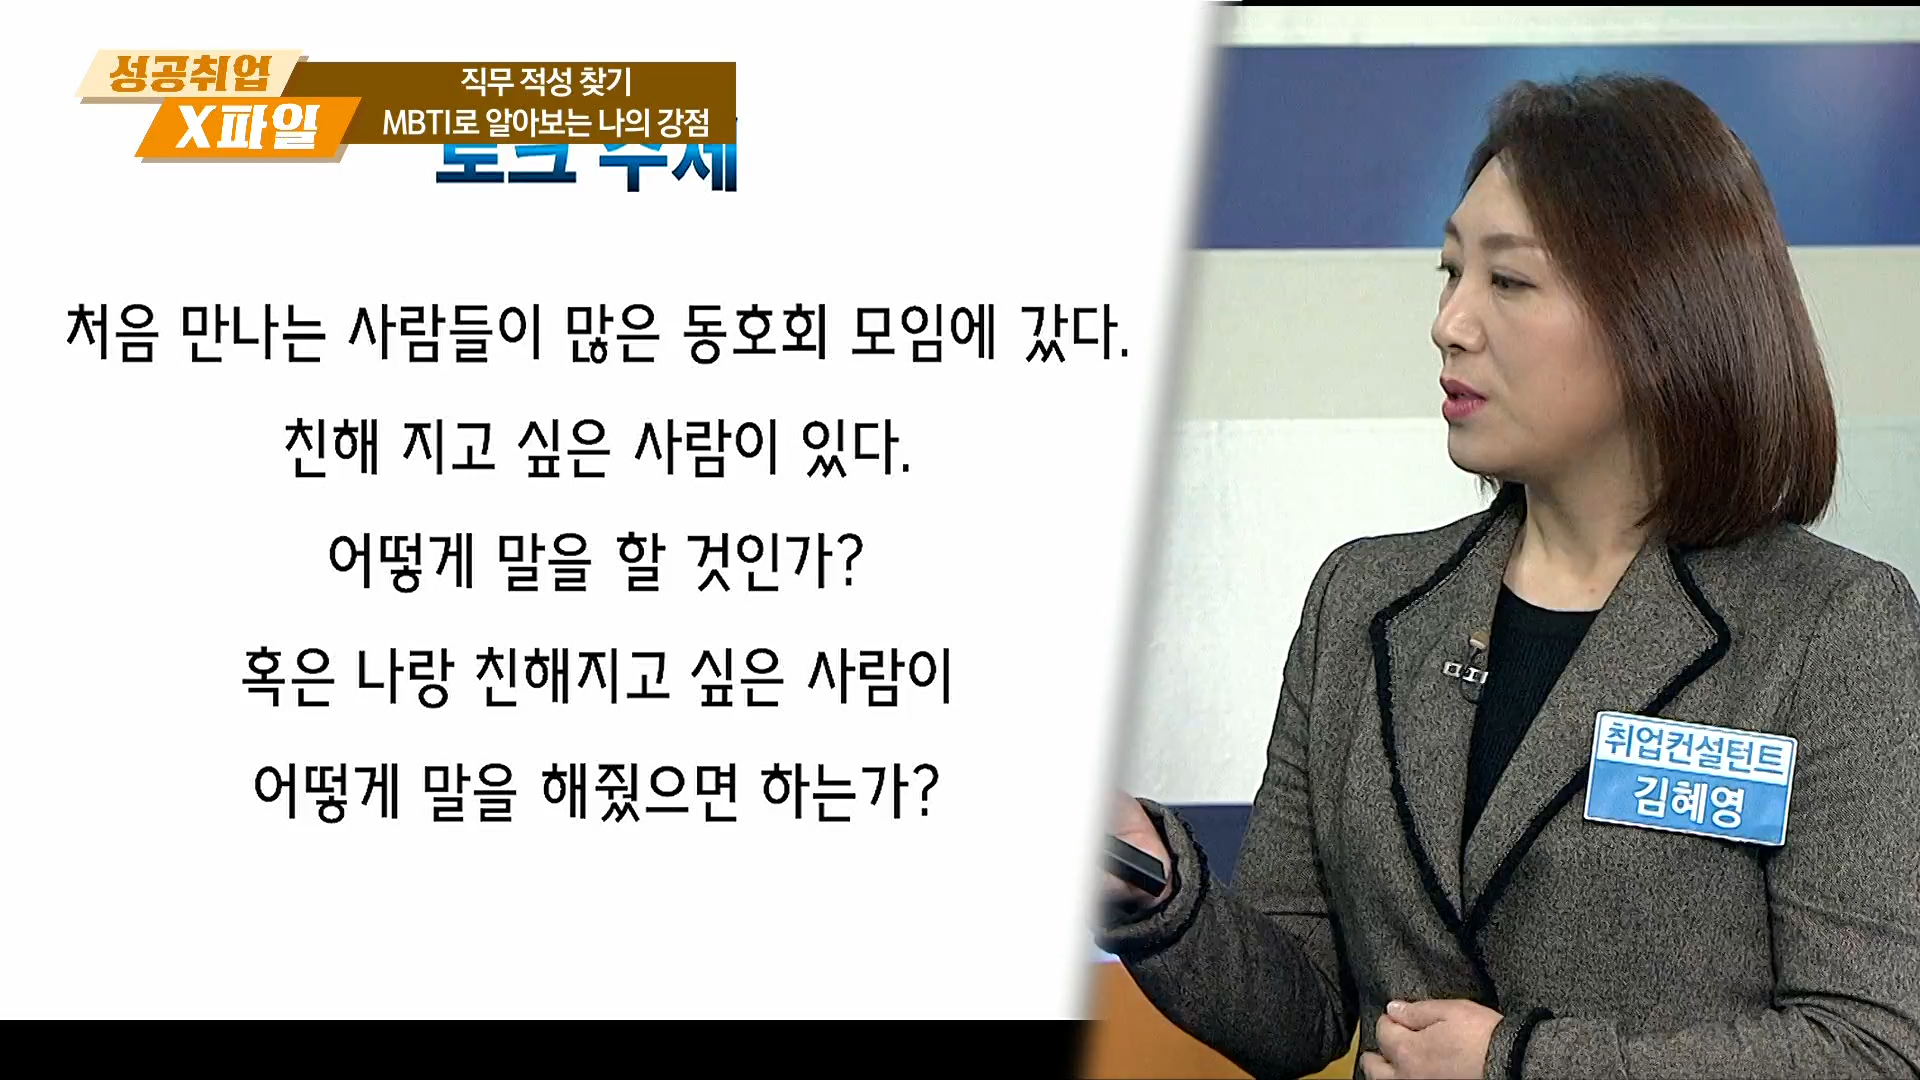 성공취업
X파일
직무 적성 찾기
MBTI로 알아보는 나의 강점
토크 주제
처음 만나는 사람들이 많은 동호회 모임에 갔다.
친해 지고 싶은 사람이 있다.
어떻게 말을 할 것인가?
혹은 나랑 친해지고 싶은 사람이
어떻게 말을 해줬으면 하는가?
취업컨설턴트
김혜영